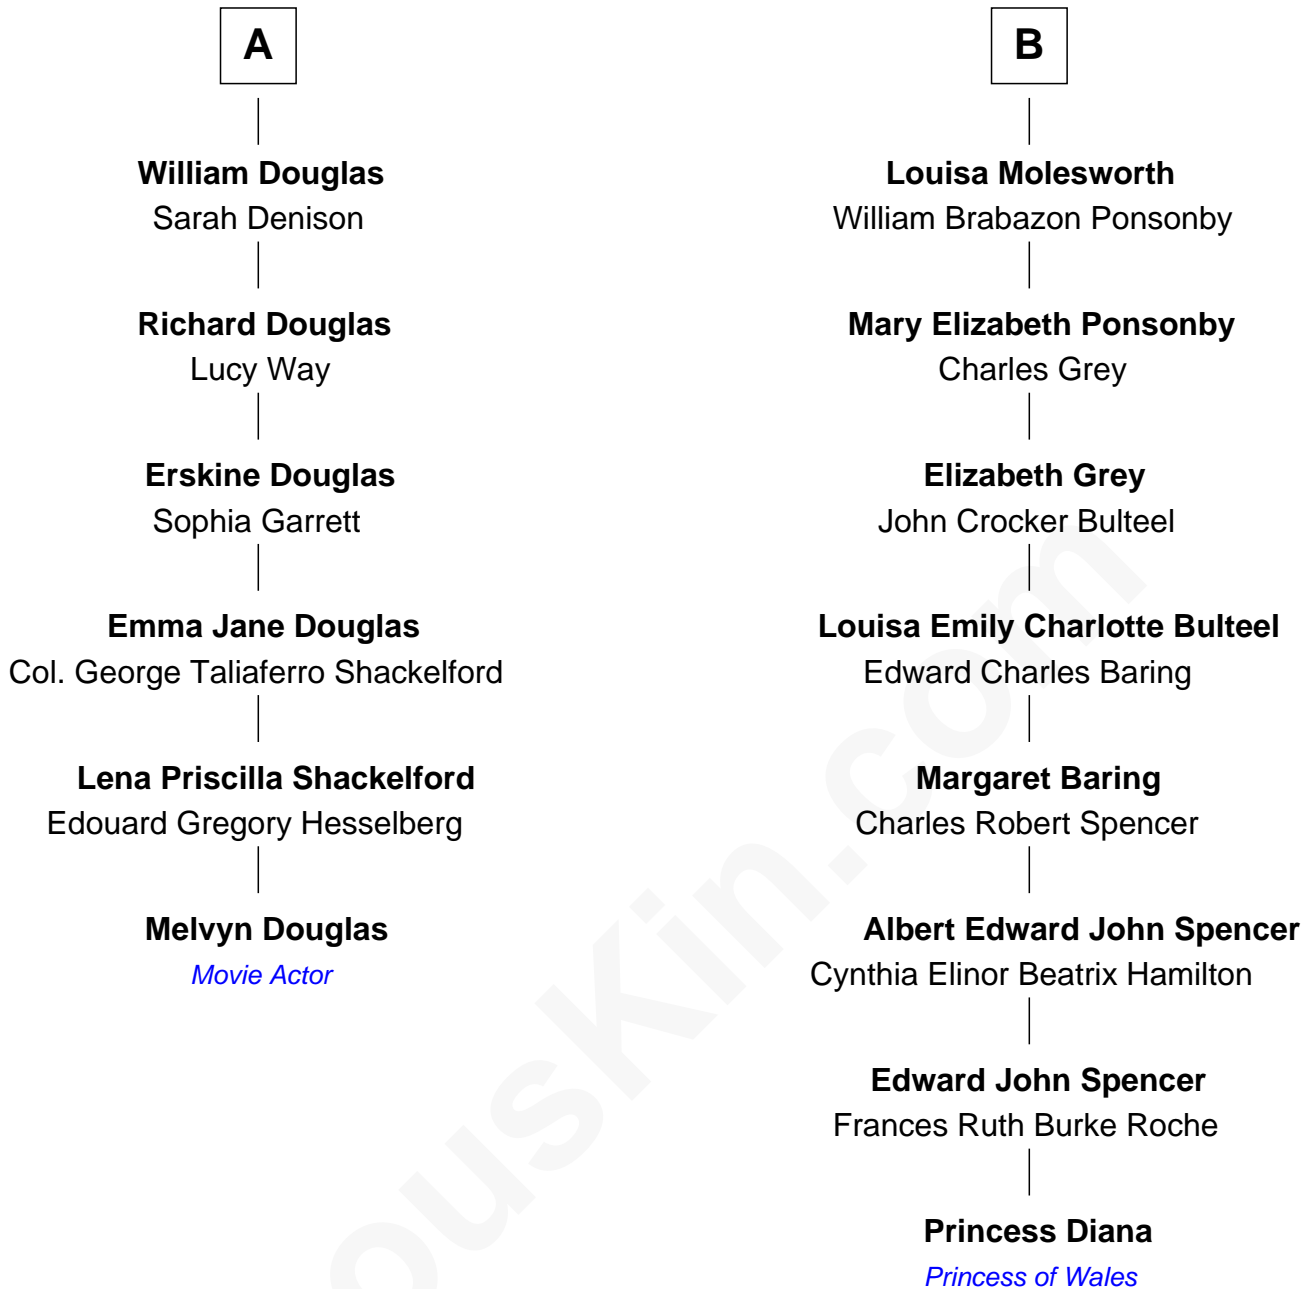 A
William Douglas
Sarah Denison
Richard Douglas
Lucy Way
Erskine Douglas
Sophia Garrett
Emma Jane Douglas
Col. George Taliaferro Shackelford
Lena Priscilla Shackelford
Edouard Gregory Hesselberg
Melvyn Douglas
Movie Actor
B
Louisa Molesworth
William Brabazon Ponsonby
Mary Elizabeth Ponsonby
Charles Grey
Elizabeth Grey
John Crocker Bulteel
Louisa Emily Charlotte Bulteel
Edward Charles Baring
Margaret Baring
Charles Robert Spencer
Albert Edward John Spencer
Cynthia Elinor Beatrix Hamilton
Edward John Spencer
Frances Ruth Burke Roche
Princess Diana
Princess of Wales
ousKin.com